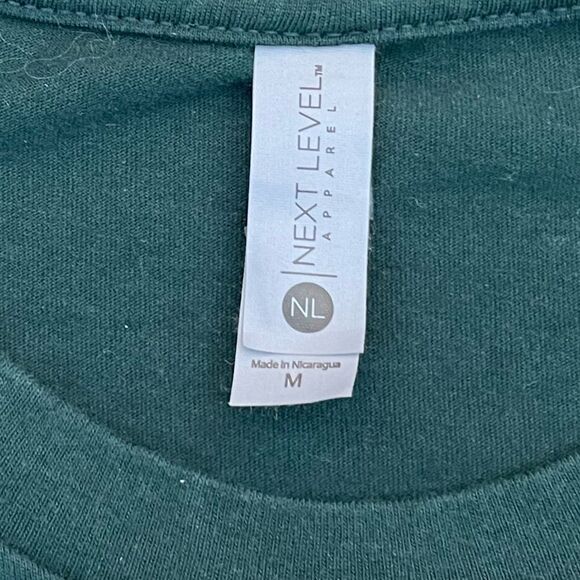 NEXT LEVEL™
APPAREL
NL
Made in Nicaragua
M